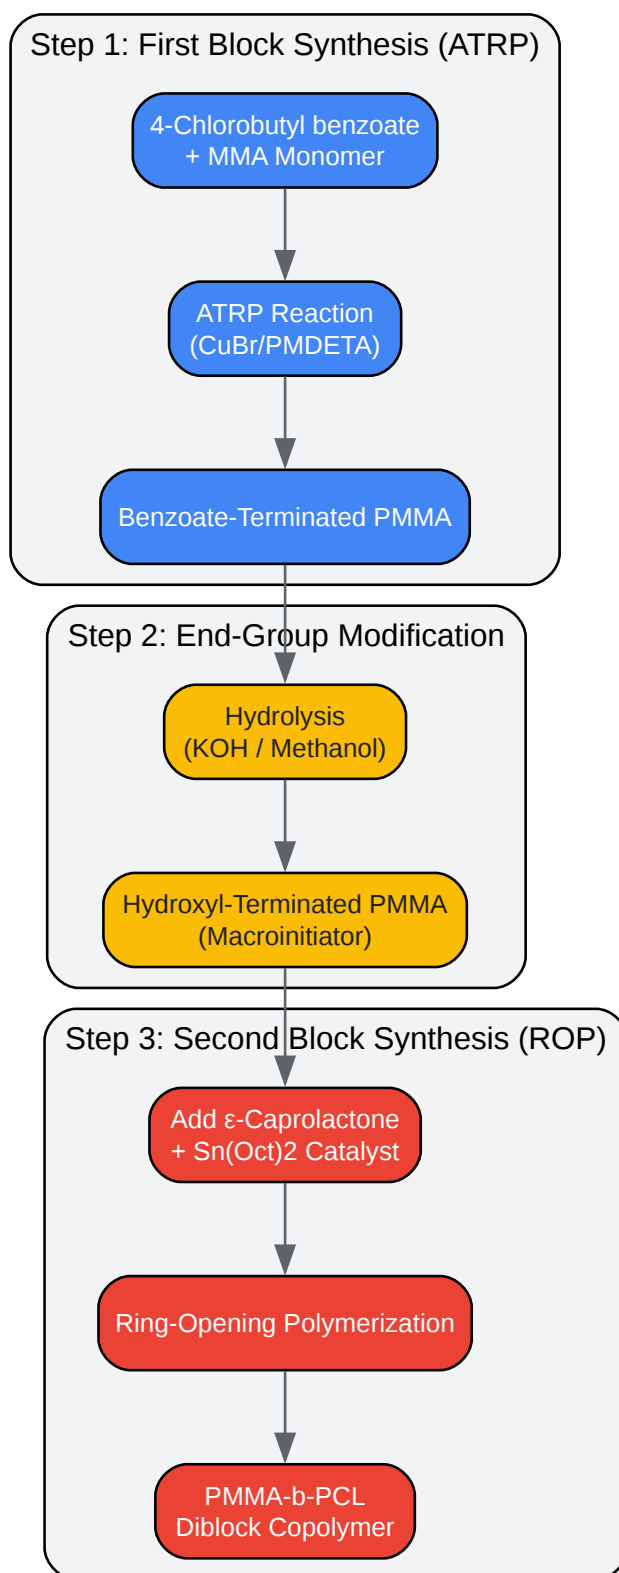 Step 1: First Block Synthesis (ATRP)
4-Chlorobutyl benzoate
+ MMA Monomer
ATRP Reaction
(CuBr/PMDETA)
Benzoate-Terminated PMMA
Step 2: End-Group Modification
Hydrolysis
(KOH / Methanol)
Hydroxyl-Terminated PMMA
(Macroinitiator)
Step 3: Second Block Synthesis (ROP)
Add ε-Caprolactone
+ Sn(Oct)2 Catalyst
Ring-Opening Polymerization
PMMA-b-PCL
Diblock Copolymer